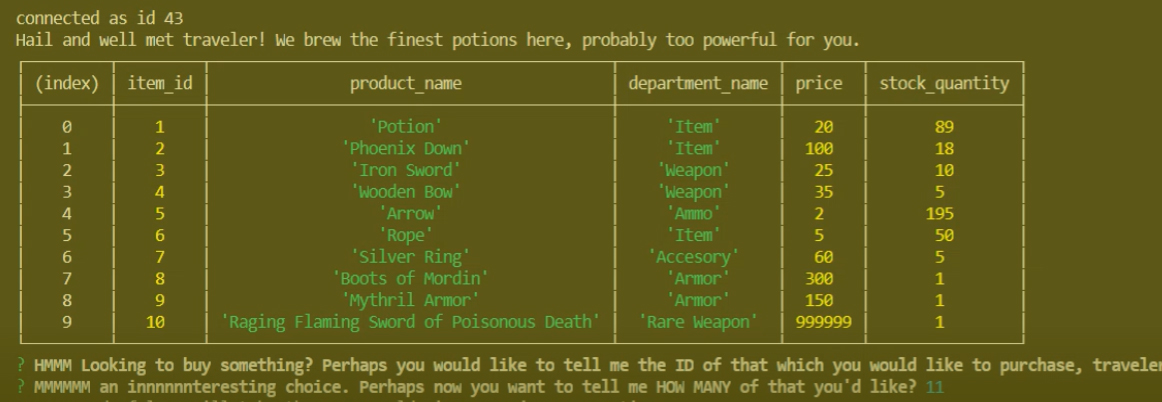 connected as id 43
Hail and well met traveler! We brew the finest potions here, probably too powerful for you.
(index) item_id product_name department_name price stock_quantity
0 1 'Potion' 'Item' 20 89
1 2 'Phoenix Down' 'Item' 100 18
2 3 'Iron Sword' 'Weapon' 25 10
3 4 'Wooden Bow' 'Weapon' 35 5
4 5 'Arrow' 'Ammo' 2 195
5 6 'Rope' 'Item' 5 50
6 7 'Silver Ring' 'Accesory' 60 5
7 8 'Boots of Mordin' 'Armor' 300 1
8 9 'Mythril Armor' 'Armor' 150 1
9 10 'Raging Flaming Sword of Poisonous Death' 'Rare Weapon' 999999 1
? HMMM Looking to buy something? Perhaps you would like to tell me the ID of that which you would like to purchase, traveler
? MMMMMM an innnnnnteresting choice. Perhaps now you want to tell me HOW MANY of that you'd like? 11